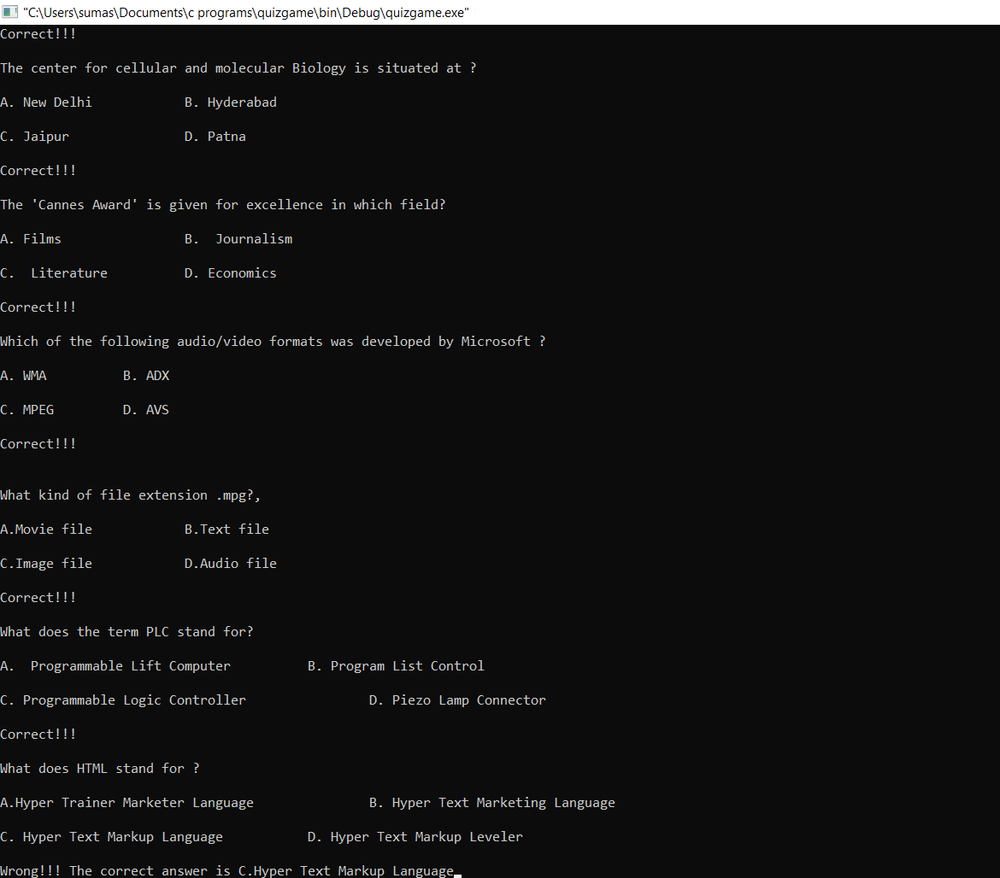 "C:\Users\sumas\Documents\c programs\quizgame\bin\Debug\quizgame.exe"
Correct!!!
The center for cellular and molecular Biology is situated at ?
A. New Delhi            B. Hyderabad
C. Jaipur               D. Patna
Correct!!!
The 'Cannes Award' is given for excellence in which field?
A. Films                B.  Journalism
C.  Literature          D. Economics
Correct!!!
Which of the following audio/video formats was developed by Microsoft ?
A. WMA          B. ADX
C. MPEG         D. AVS
Correct!!!
What kind of file extension .mpg?,
A.Movie file            B.Text file
C.Image file            D.Audio file
Correct!!!
What does the term PLC stand for?
A.  Programmable Lift Computer          B. Program List Control
C. Programmable Logic Controller                D. Piezo Lamp Connector
Correct!!!
What does HTML stand for ?
A.Hyper Trainer Marketer Language               B. Hyper Text Marketing Language
C. Hyper Text Markup Language           D. Hyper Text Markup Leveler
Wrong!!! The correct answer is C.Hyper Text Markup Language